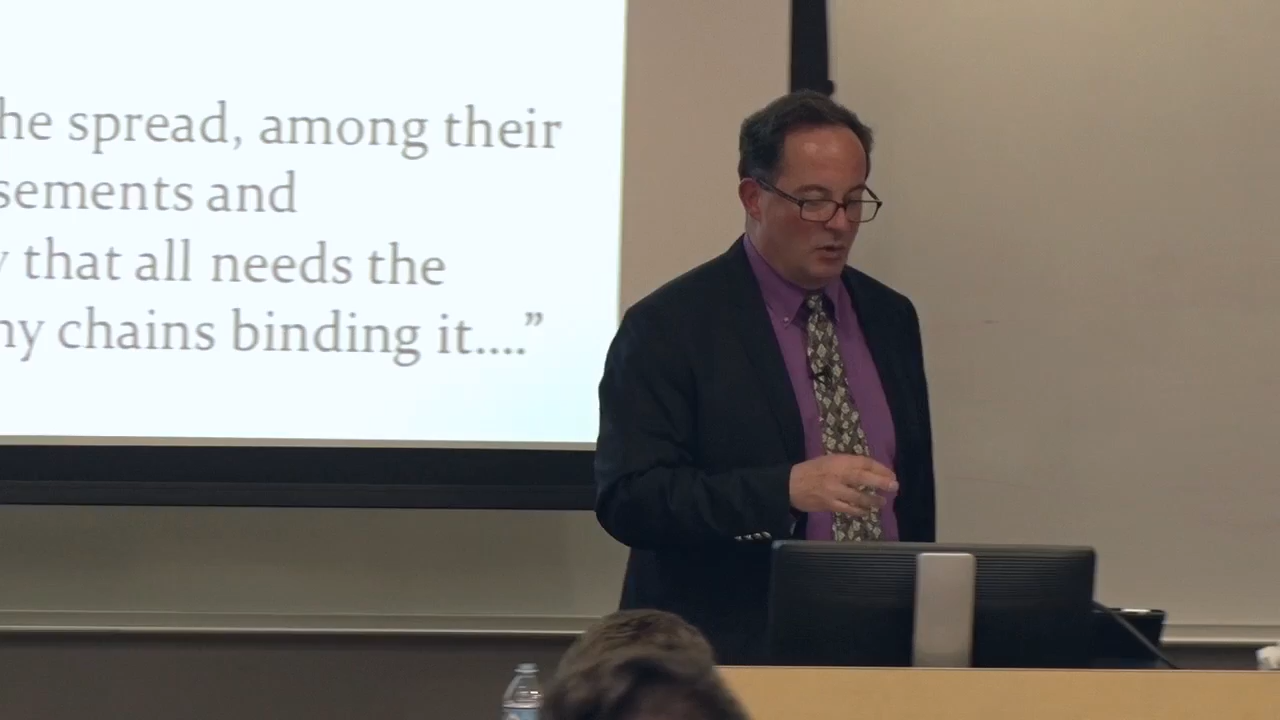 he spread, among their
sements and
that all needs the
ny chains binding it....”